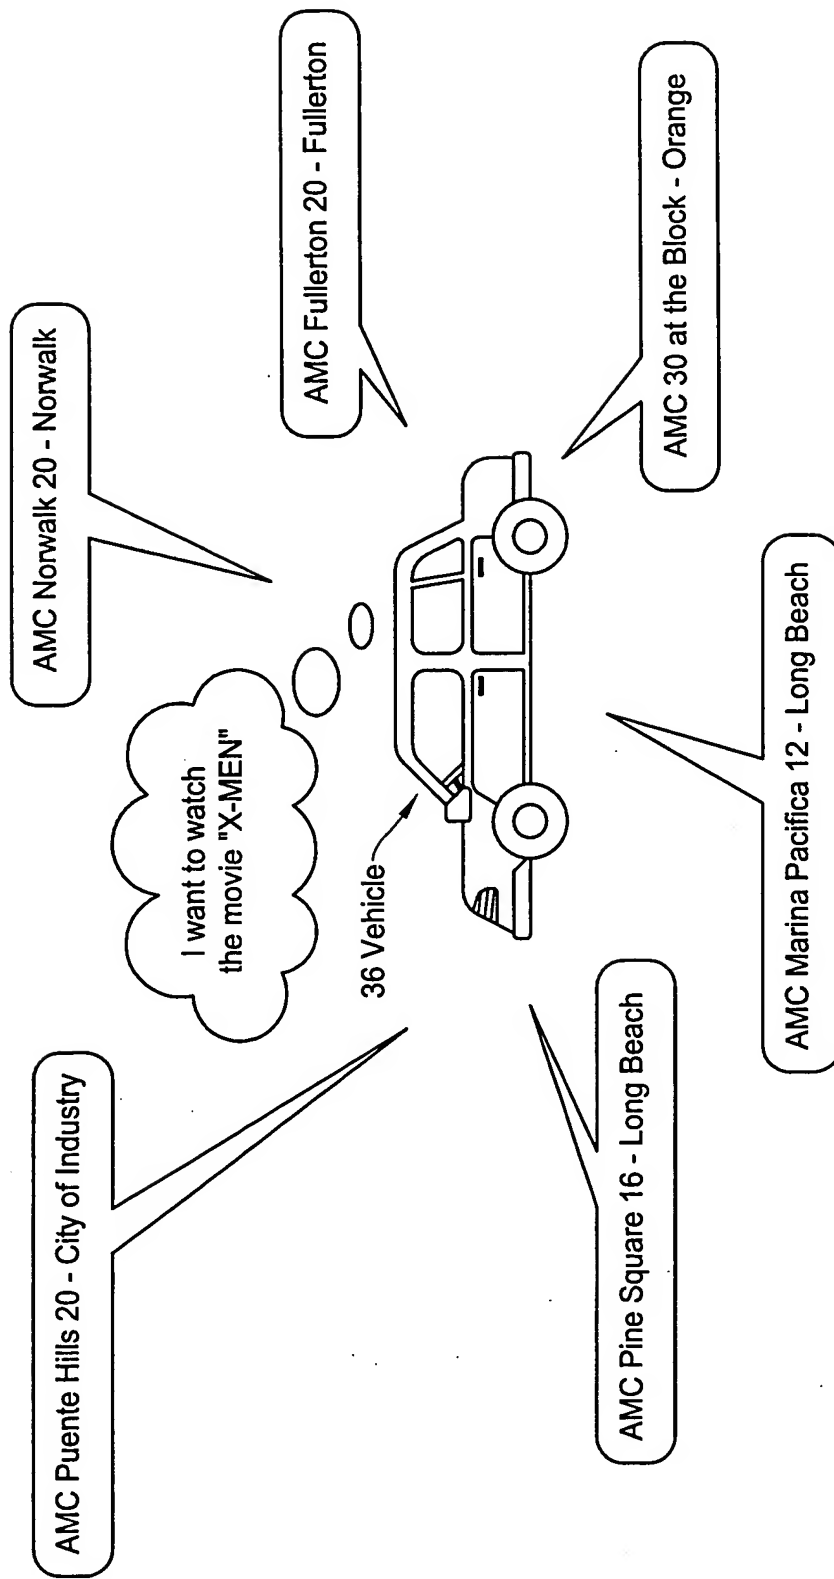 AMC Puente Hills 20 - City of Industry
AMC Norwalk 20 - Norwalk
I want to watch
the movie "X-MEN"
AMC Fullerton 20 - Fullerton
36 Vehicle
AMC Pine Square 16 - Long Beach
AMC 30 at the Block - Orange
AMC Marina Pacifica 12 - Long Beach